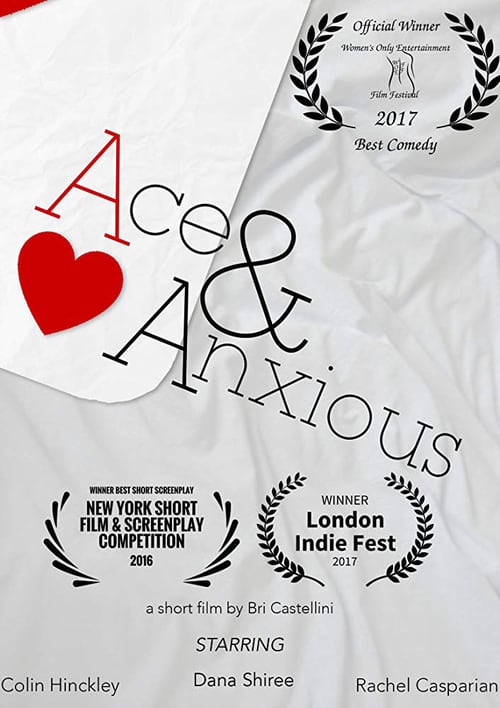 Official Winner
Women's Only Entertainment
Film Festival
2017
Best Comedy
Ace
&
Anxious
WINNER BEST SHORT SCREENPLAY
NEW YORK SHORT
FILM & SCREENPLAY
COMPETITION
2016
WINNER
London
Indie Fest
2017
a short film by Bri Castellini
STARRING
Colin Hinckley
Dana Shiree
Rachel Casparian